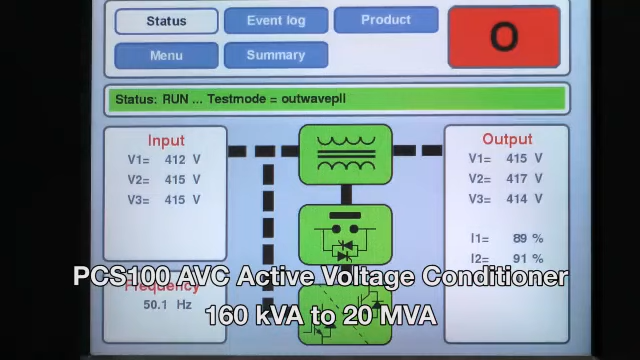 Status Event log Product
O
Menu Summary
Status: RUN ... Testmode = outwavepll
Input
V1= 412 V
V2= 415 V
V3= 415 V
Output
V1= 415 V
V2= 417 V
V3= 414 V
I1= 89 %
I2= 91 %
PCS100 AVC Active Voltage Conditioner
Frequency
50.1 Hz
160 kVA to 20 MVA